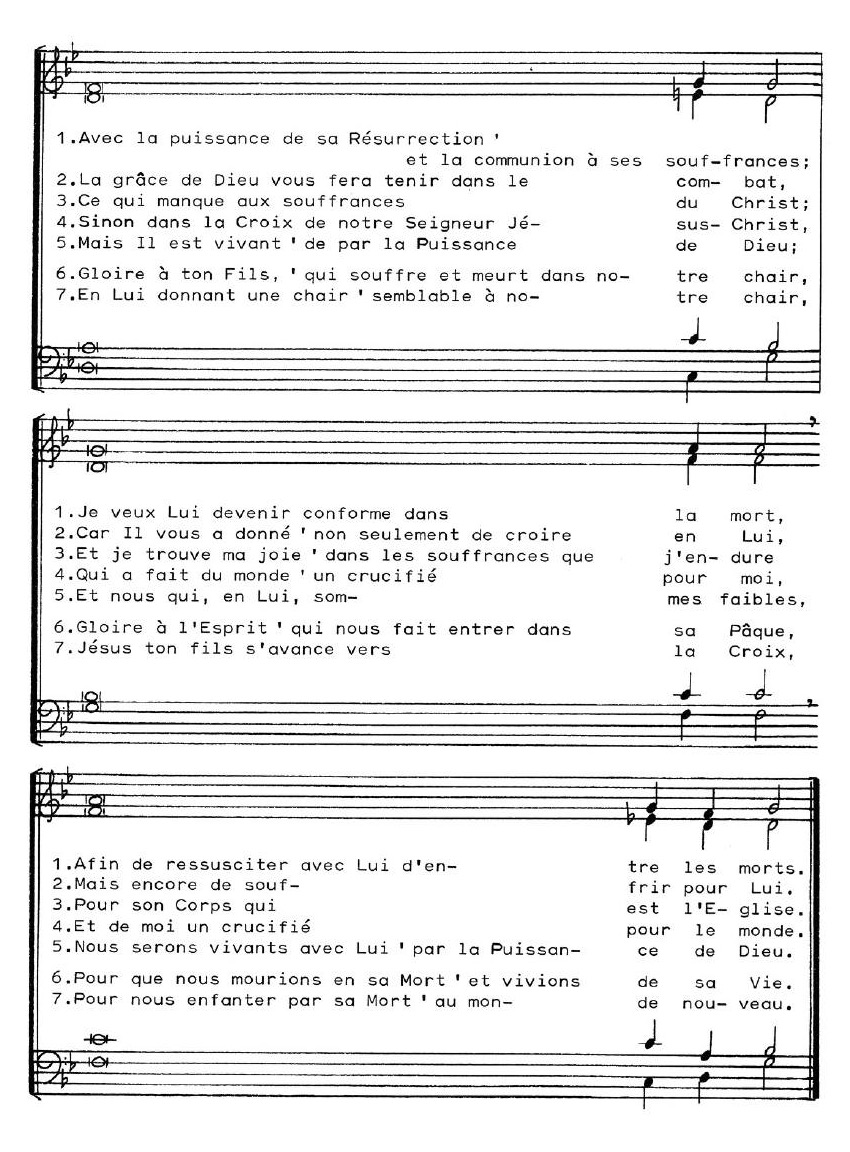 1.Avec la puissance de sa Résurrection '
et la communion à ses souf-frances;
2.La grâce de Dieu vous fera tenir dans le com- bat,
3.Ce qui manque aux souffrances du Christ;
4.Sinon dans la Croix de notre Seigneur Jé- sus- Christ,
5.Mais Il est vivant ' de par la Puissance de Dieu;
6.Gloire à ton Fils, ' qui souffre et meurt dans no- tre chair,
7.En Lui donnant une chair ' semblable à no- tre chair,
1.Je veux Lui devenir conforme dans la mort,
2.Car Il vous a donné ' non seulement de croire en Lui,
3.Et je trouve ma joie ' dans les souffrances que j'en- dure
4.Qui a fait du monde ' un crucifié pour moi,
5.Et nous qui, en Lui, som- mes faibles,
6.Gloire à l'Esprit ' qui nous fait entrer dans sa Pâque,
7.Jésus ton fils s'avance vers la Croix,
1.Afin de ressusciter avec Lui d'en- tre les morts.
2.Mais encore de souf- frir pour Lui.
3.Pour son Corps qui est l'E- glise.
4.Et de moi un crucifié pour le monde.
5.Nous serons vivants avec Lui ' par la Puissan- ce de Dieu.
6.Pour que nous mourions en sa Mort ' et vivions de sa Vie.
7.Pour nous enfanter par sa Mort ' au mon- de nou- veau.